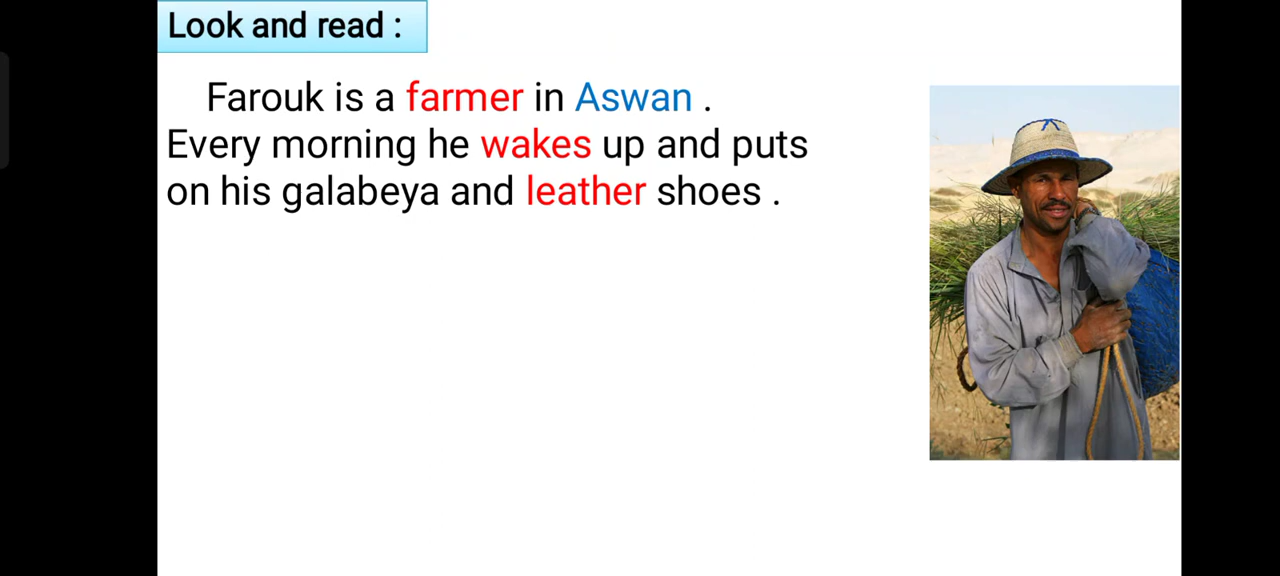 Look and read :
Farouk is a farmer in Aswan .
Every morning he wakes up and puts
on his galabeya and leather shoes .